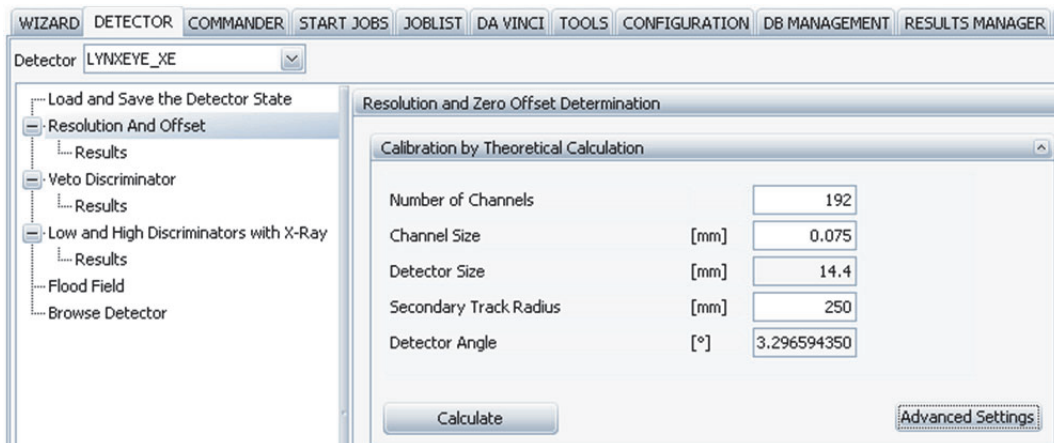 WIZARD DETECTOR COMMANDER START JOBS JOBLIST DA VINCI TOOLS CONFIGURATION DB MANAGEMENT RESULTS MANAGER
Detector LYNXEYE_XE
Load and Save the Detector State
Resolution And Offset
Results
Veto Discriminator
Results
Low and High Discriminators with X-Ray
Results
Flood Field
Browse Detector
Resolution and Zero Offset Determination
Calibration by Theoretical Calculation
Number of Channels 192
Channel Size [mm] 0.075
Detector Size [mm] 14.4
Secondary Track Radius [mm] 250
Detector Angle [°] 3.296594350
Calculate Advanced Settings